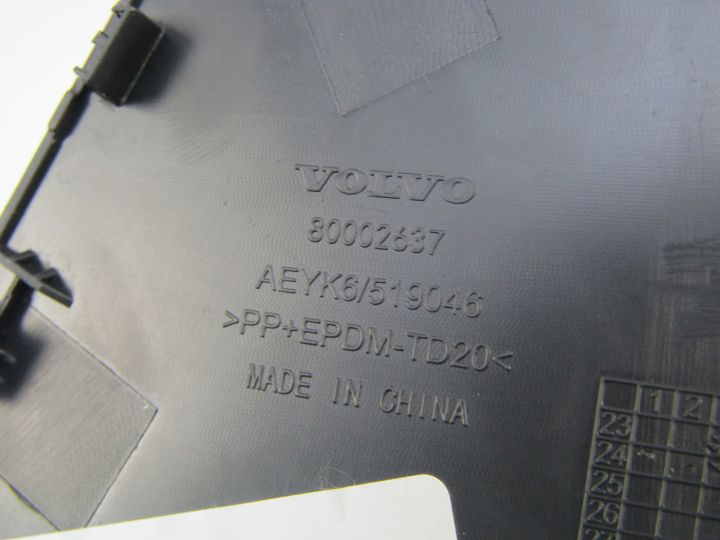 VOLVO
80002637
AEYK6/519046
>PP+EPDM-TD20<
MADE IN CHINA
1 2
23
24
25
26